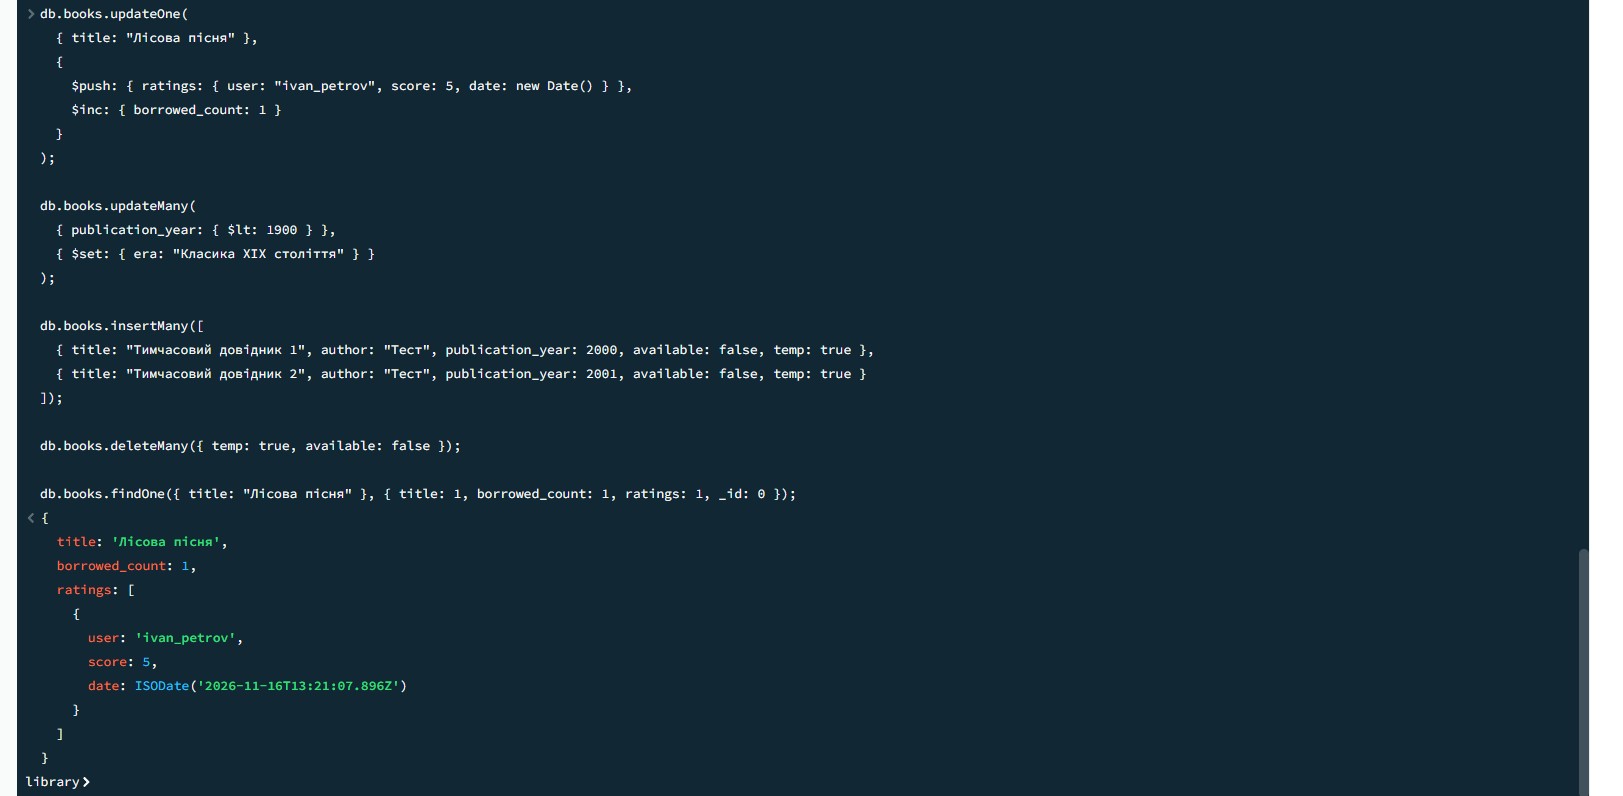 > db.books.updateOne(
{ title: "Лісова пісня" },
{
$push: { ratings: { user: "ivan_petrov", score: 5, date: new Date() } },
$inc: { borrowed_count: 1 }
}
);
db.books.updateMany(
{ publication_year: { $lt: 1900 } },
{ $set: { era: "Класика XIX століття" } }
);
db.books.insertMany([
{ title: "Тимчасовий довідник 1", author: "Тест", publication_year: 2000, available: false, temp: true },
{ title: "Тимчасовий довідник 2", author: "Тест", publication_year: 2001, available: false, temp: true }
]);
db.books.deleteMany({ temp: true, available: false });
db.books.findOne({ title: "Лісова пісня" }, { title: 1, borrowed_count: 1, ratings: 1, _id: 0 });
< {
title: 'Лісова пісня',
borrowed_count: 1,
ratings: [
{
user: 'ivan_petrov',
score: 5,
date: ISODate('2026-11-16T13:21:07.896Z')
}
]
}
library>